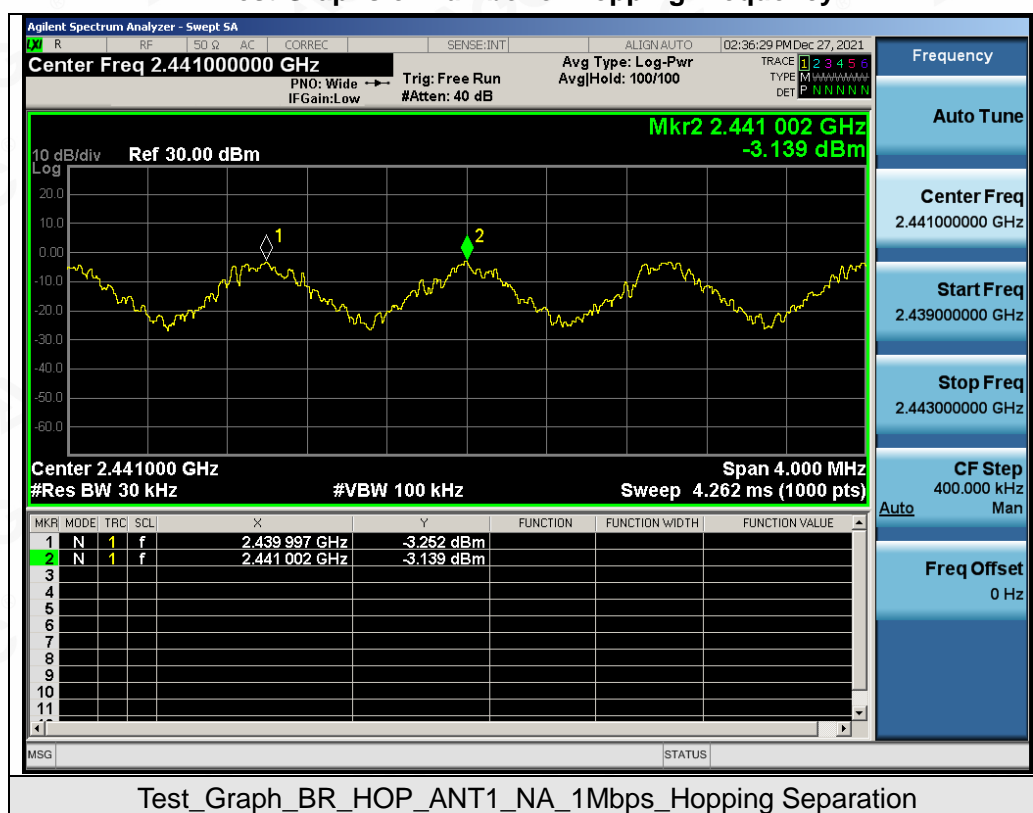 Agilent Spectrum Analyzer - Swept SA
LXI R RF 50 Ω AC CORREC SENSE:INT ALIGN AUTO 02:36:29 PM Dec 27, 2021
Center Freq 2.441000000 GHz
PNO: Wide
IFGain:Low
Trig: Free Run
#Atten: 40 dB
Avg Type: Log-Pwr
Avg|Hold: 100/100
TRACE 1 2 3 4 5 6
TYPE M
DET P N N N N N
Mkr2 2.441 002 GHz
-3.139 dBm
10 dB/div Ref 30.00 dBm
Log
20.0
10.0
0.00
-10.0
-20.0
-30.0
-40.0
-50.0
-60.0
1
2
Center 2.441000 GHz Span 4.000 MHz
#Res BW 30 kHz #VBW 100 kHz Sweep 4.262 ms (1000 pts)
MKR MODE TRC SCL X Y FUNCTION FUNCTION WIDTH FUNCTION VALUE
1 N 1 f 2.439 997 GHz -3.252 dBm
2 N 1 f 2.441 002 GHz -3.139 dBm
3
4
5
6
7
8
9
10
11
MSG STATUS
Frequency
Auto Tune
Center Freq
2.441000000 GHz
Start Freq
2.439000000 GHz
Stop Freq
2.443000000 GHz
CF Step
400.000 kHz
Auto Man
Freq Offset
0 Hz
Test_Graph_BR_HOP_ANT1_NA_1Mbps_Hopping Separation